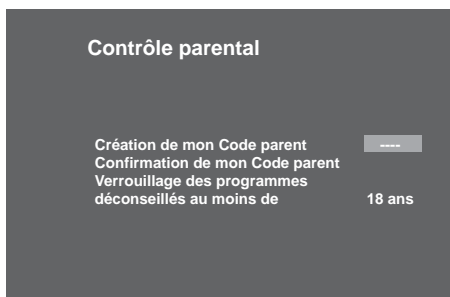 Contrôle parental
Création de mon Code parent ----
Confirmation de mon Code parent
Verrouillage des programmes
déconseillés au moins de 18 ans